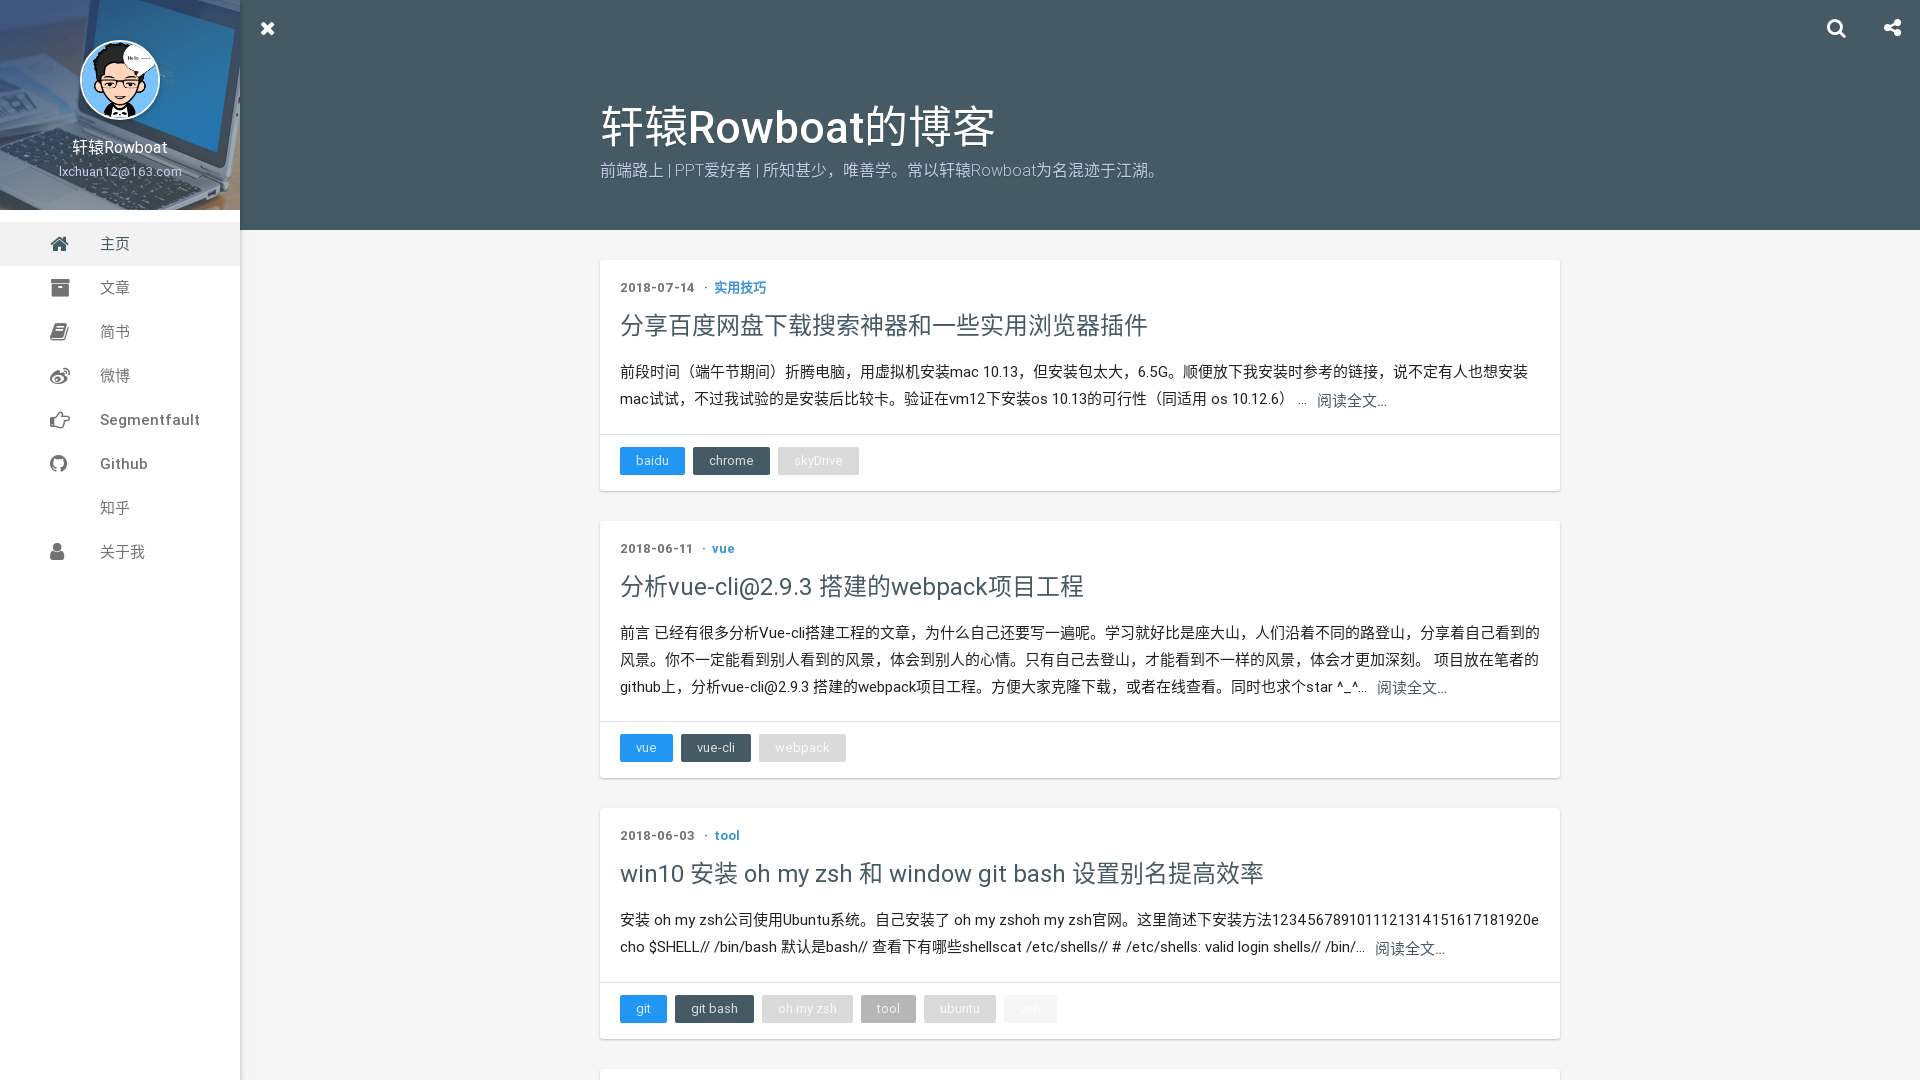 轩辕Rowboat
lxchuan12@163.com
主页
文章
简书
微博
Segmentfault
Github
知乎
关于我
轩辕Rowboat的博客
前端路上 | PPT爱好者 | 所知甚少，唯善学。常以轩辕Rowboat为名混迹于江湖。
2018-07-14 · 实用技巧
分享百度网盘下载搜索神器和一些实用浏览器插件
前段时间（端午节期间）折腾电脑，用虚拟机安装mac 10.13，但安装包太大，6.5G。顺便放下我安装时参考的链接，说不定有人也想安装
mac试试，不过我试验的是安装后比较卡。验证在vm12下安装os 10.13的可行性（同适用 os 10.12.6） ... 阅读全文...
baidu chrome skyDrive
2018-06-11 · vue
分析vue-cli@2.9.3 搭建的webpack项目工程
前言 已经有很多分析Vue-cli搭建工程的文章，为什么自己还要写一遍呢。学习就好比是座大山，人们沿着不同的路登山，分享着自己看到的
风景。你不一定能看到别人看到的风景，体会到别人的心情。只有自己去登山，才能看到不一样的风景，体会才更加深刻。 项目放在笔者的
github上，分析vue-cli@2.9.3 搭建的webpack项目工程。方便大家克隆下载，或者在线查看。同时也求个star ^_^... 阅读全文...
vue vue-cli webpack
2018-06-03 · tool
win10 安装 oh my zsh 和 window git bash 设置别名提高效率
安装 oh my zsh公司使用Ubuntu系统。自己安装了 oh my zshoh my zsh官网。这里简述下安装方法1234567891011121314151617181920e
cho $SHELL// /bin/bash 默认是bash// 查看下有哪些shellscat /etc/shells// # /etc/shells: valid login shells// /bin/... 阅读全文...
git git bash oh my zsh tool ubuntu zsh